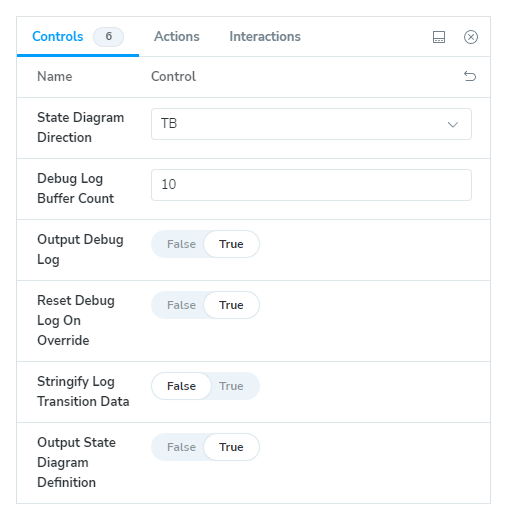 Controls 6 Actions Interactions
Name Control
State Diagram
Direction
TB
Debug Log
Buffer Count
10
Output Debug
Log
False True
Reset Debug
Log On
Override
False True
Stringify Log
Transition Data
False True
Output State
Diagram
Definition
False True